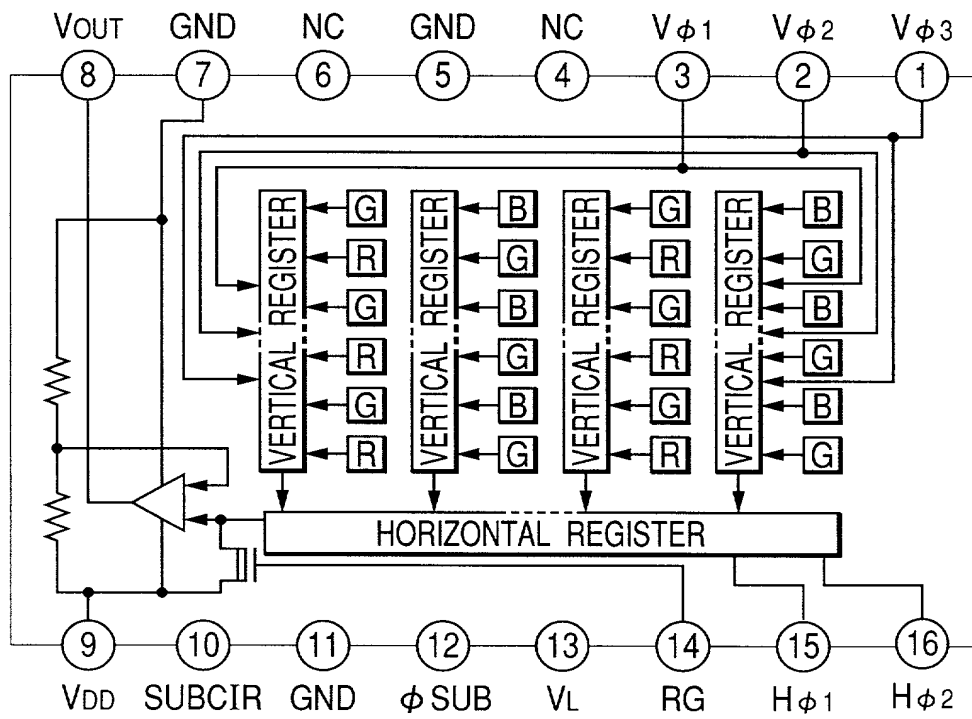 VOUT GND NC GND NC Vφ1 Vφ2 Vφ3
8 7 6 5 4 3 2 1
VERTICAL REGISTER VERTICAL REGISTER VERTICAL REGISTER VERTICAL REGISTER
G B G B
R G R G
G B G B
R G R G
G B G B
R G R G
HORIZONTAL REGISTER
9 10 11 12 13 14 15 16
VDD SUBCIR GND φSUB VL RG Hφ1 Hφ2